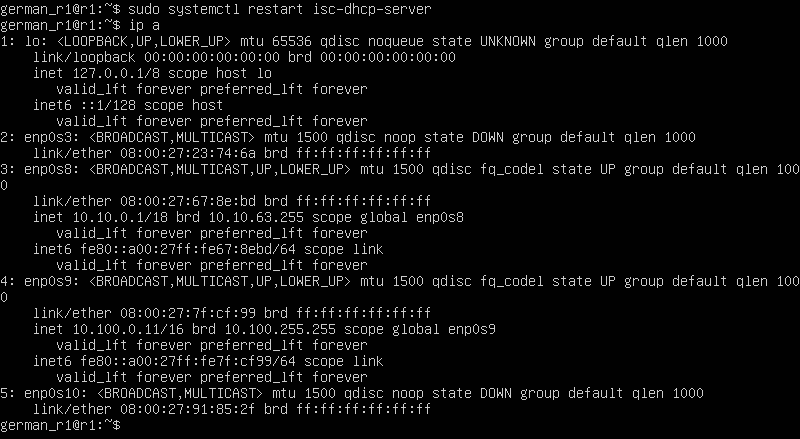 german_r1@r1:~$ sudo systemctl restart isc-dhcp-server
german_r1@r1:~$ ip a
1: lo: <LOOPBACK,UP,LOWER_UP> mtu 65536 qdisc noqueue state UNKNOWN group default qlen 1000
    link/loopback 00:00:00:00:00:00 brd 00:00:00:00:00:00
    inet 127.0.0.1/8 scope host lo
       valid_lft forever preferred_lft forever
    inet6 ::1/128 scope host
       valid_lft forever preferred_lft forever
2: enp0s3: <BROADCAST,MULTICAST> mtu 1500 qdisc noop state DOWN group default qlen 1000
    link/ether 08:00:27:23:74:6a brd ff:ff:ff:ff:ff:ff
3: enp0s8: <BROADCAST,MULTICAST,UP,LOWER_UP> mtu 1500 qdisc fq_codel state UP group default qlen 100
0
    link/ether 08:00:27:67:8e:bd brd ff:ff:ff:ff:ff:ff
    inet 10.10.0.1/18 brd 10.10.63.255 scope global enp0s8
       valid_lft forever preferred_lft forever
    inet6 fe80::a00:27ff:fe67:8ebd/64 scope link
       valid_lft forever preferred_lft forever
4: enp0s9: <BROADCAST,MULTICAST,UP,LOWER_UP> mtu 1500 qdisc fq_codel state UP group default qlen 100
0
    link/ether 08:00:27:7f:cf:99 brd ff:ff:ff:ff:ff:ff
    inet 10.100.0.11/16 brd 10.100.255.255 scope global enp0s9
       valid_lft forever preferred_lft forever
    inet6 fe80::a00:27ff:fe7f:cf99/64 scope link
       valid_lft forever preferred_lft forever
5: enp0s10: <BROADCAST,MULTICAST> mtu 1500 qdisc noop state DOWN group default qlen 1000
    link/ether 08:00:27:91:85:2f brd ff:ff:ff:ff:ff:ff
german_r1@r1:~$